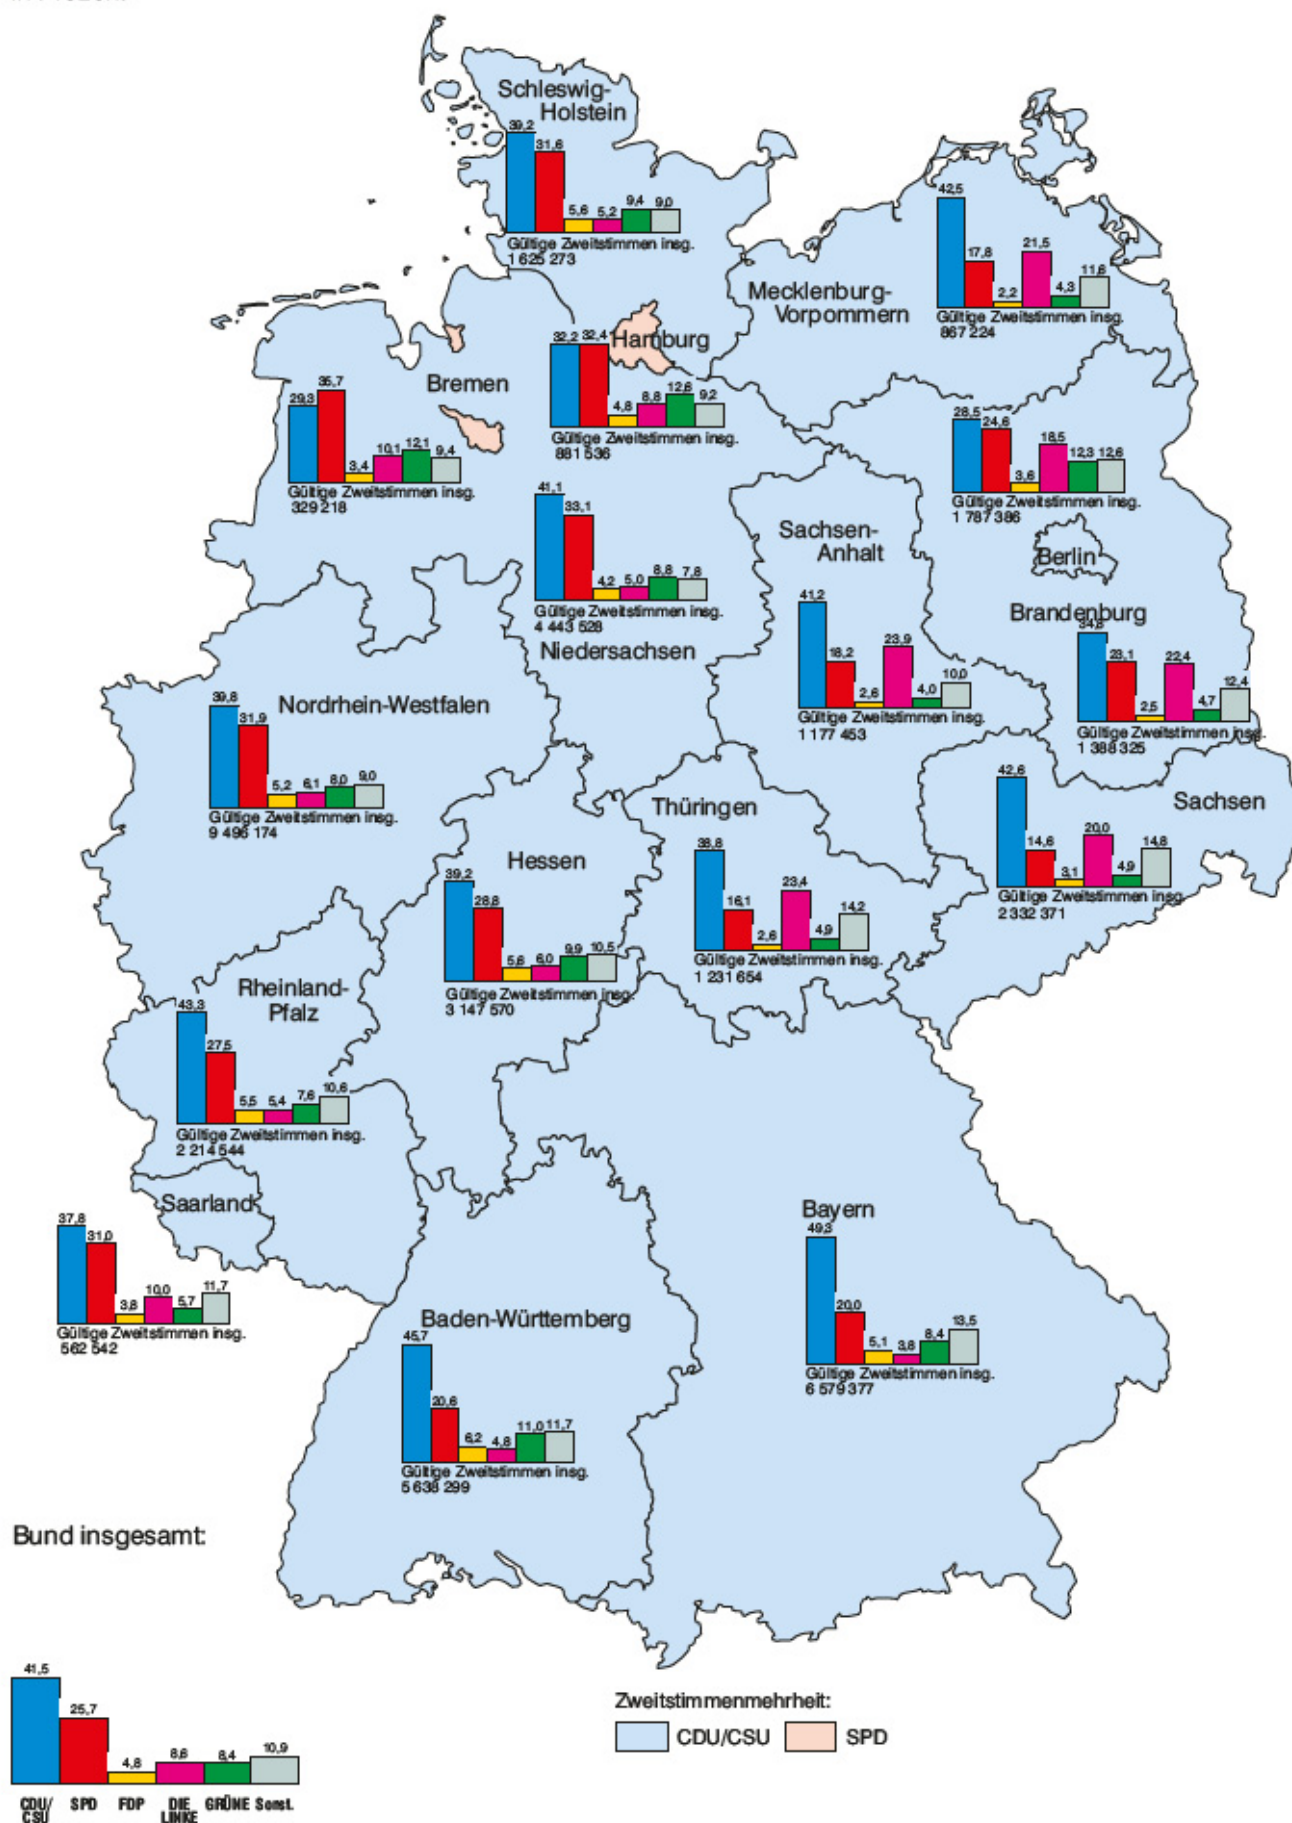 Schleswig-
Holstein
39,2
31,6
5,6
5,2
9,4
9,0
Gültige Zweitstimmen insg.
1 625 273
42,5
17,8
2,2
21,5
4,3
11,6
Mecklenburg-
Vorpommern
Gültige Zweitstimmen insg.
867 224
Hamburg
32,2
32,4
4,8
8,8
12,6
9,2
Gültige Zweitstimmen insg.
881 536
Bremen
29,3
35,7
3,4
10,1
12,1
9,4
Gültige Zweitstimmen insg.
329 218
28,5
24,6
3,6
18,5
12,3
12,6
Gültige Zweitstimmen insg.
1 787 386
Berlin
41,1
33,1
4,2
5,0
8,8
7,8
Gültige Zweitstimmen insg.
4 443 528
Niedersachsen
Sachsen-
Anhalt
41,2
18,2
2,6
23,9
4,0
10,0
Gültige Zweitstimmen insg.
1 177 453
Brandenburg
34,8
23,1
2,5
22,4
4,7
12,4
Gültige Zweitstimmen insg.
1 388 325
Nordrhein-Westfalen
39,8
31,9
5,2
6,1
8,0
9,0
Gültige Zweitstimmen insg.
9 496 174
Sachsen
42,6
14,6
3,1
20,0
4,9
14,8
Gültige Zweitstimmen insg.
2 332 371
Thüringen
38,8
16,1
2,6
23,4
4,9
14,2
Gültige Zweitstimmen insg.
1 231 654
Hessen
39,2
28,8
5,6
6,0
9,9
10,5
Gültige Zweitstimmen insg.
3 147 570
Rheinland-
Pfalz
43,3
27,5
5,5
5,4
7,6
10,6
Gültige Zweitstimmen insg.
2 214 544
Saarland
37,8
31,0
3,8
10,0
5,7
11,7
Gültige Zweitstimmen insg.
562 542
Bayern
49,3
20,0
5,1
3,8
8,4
13,5
Gültige Zweitstimmen insg.
6 579 377
Baden-Württemberg
45,7
20,6
6,2
4,8
11,0
11,7
Gültige Zweitstimmen insg.
5 638 299
Bund insgesamt:
41,5
25,7
4,8
8,6
8,4
10,9
CDU/
CSU
SPD
FDP
DIE
LINKE
GRÜNE
Sonst.
Zweitstimmenmehrheit:
CDU/CSU
SPD